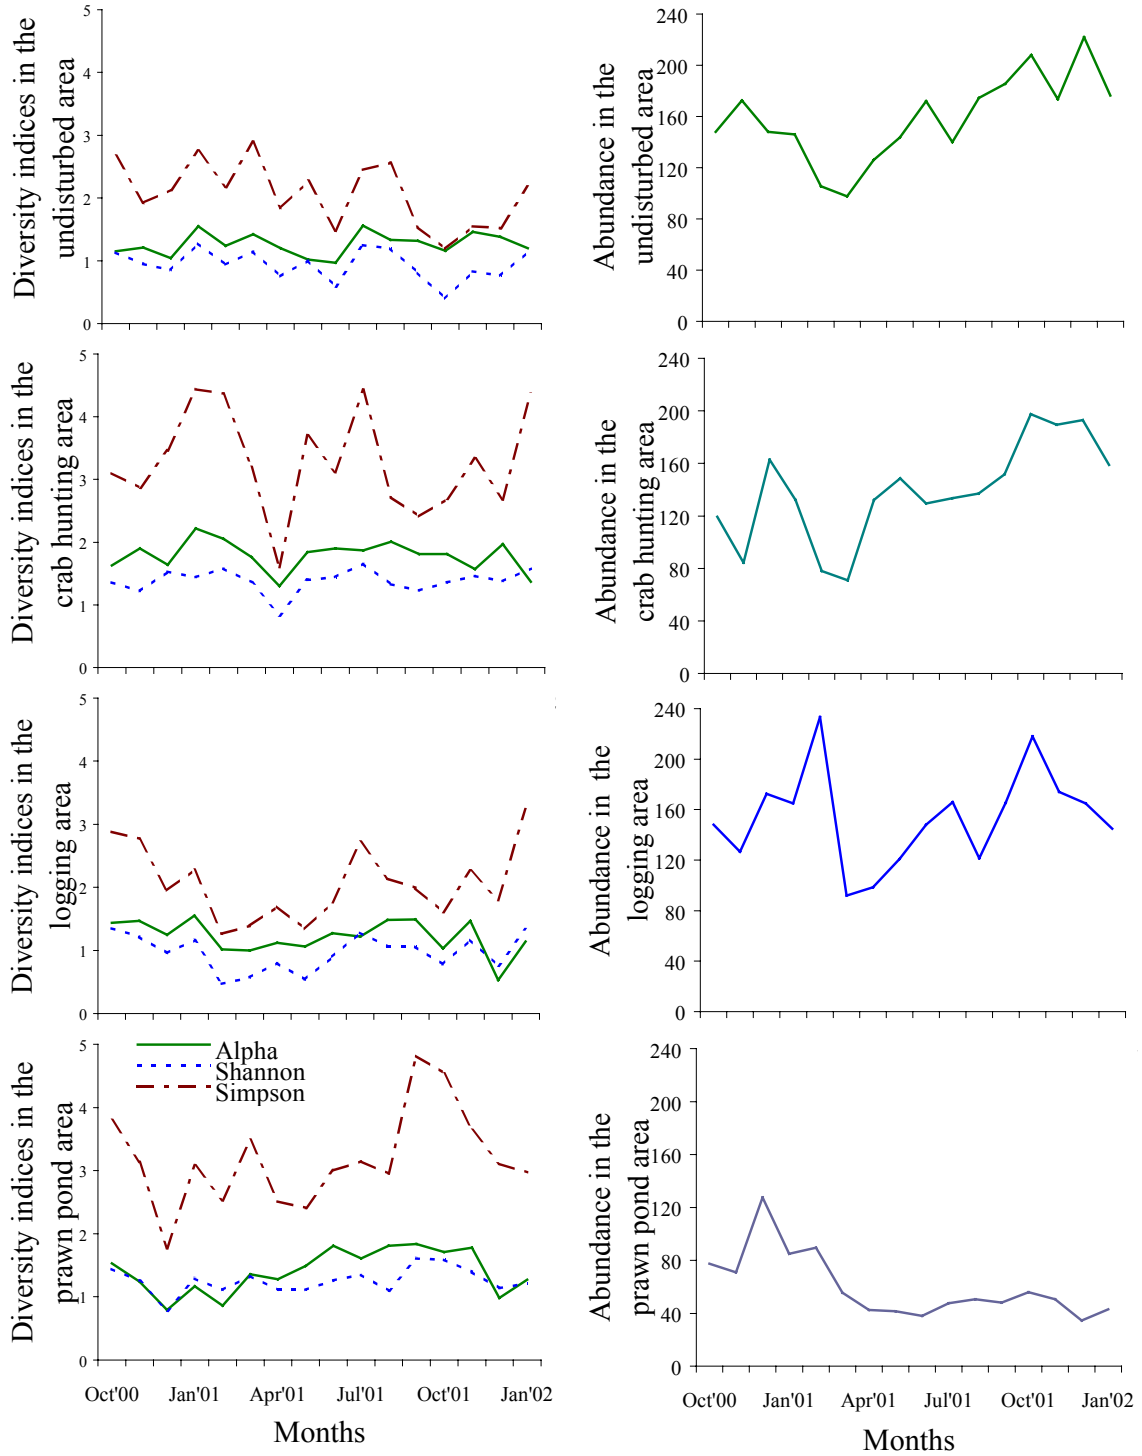 Diversity indices in the
undisturbed area
5
4
3
2
1
0
Abundance in the
undisturbed area
240
200
160
120
80
40
0
Diversity indices in the
crab hunting area
5
4
3
2
1
0
Abundance in the
crab hunting area
240
200
160
120
80
40
0
Diversity indices in the
logging area
5
4
3
2
1
0
Abundance in the
logging area
240
200
160
120
80
40
0
Diversity indices in the
prawn pond area
5
4
3
2
1
0
Alpha
Shannon
Simpson
Abundance in the
prawn pond area
240
200
160
120
80
40
0
Oct'00 Jan'01 Apr'01 Jul'01 Oct'01 Jan'02
Months
Oct'00 Jan'01 Apr'01 Jul'01 Oct'01 Jan'02
Months